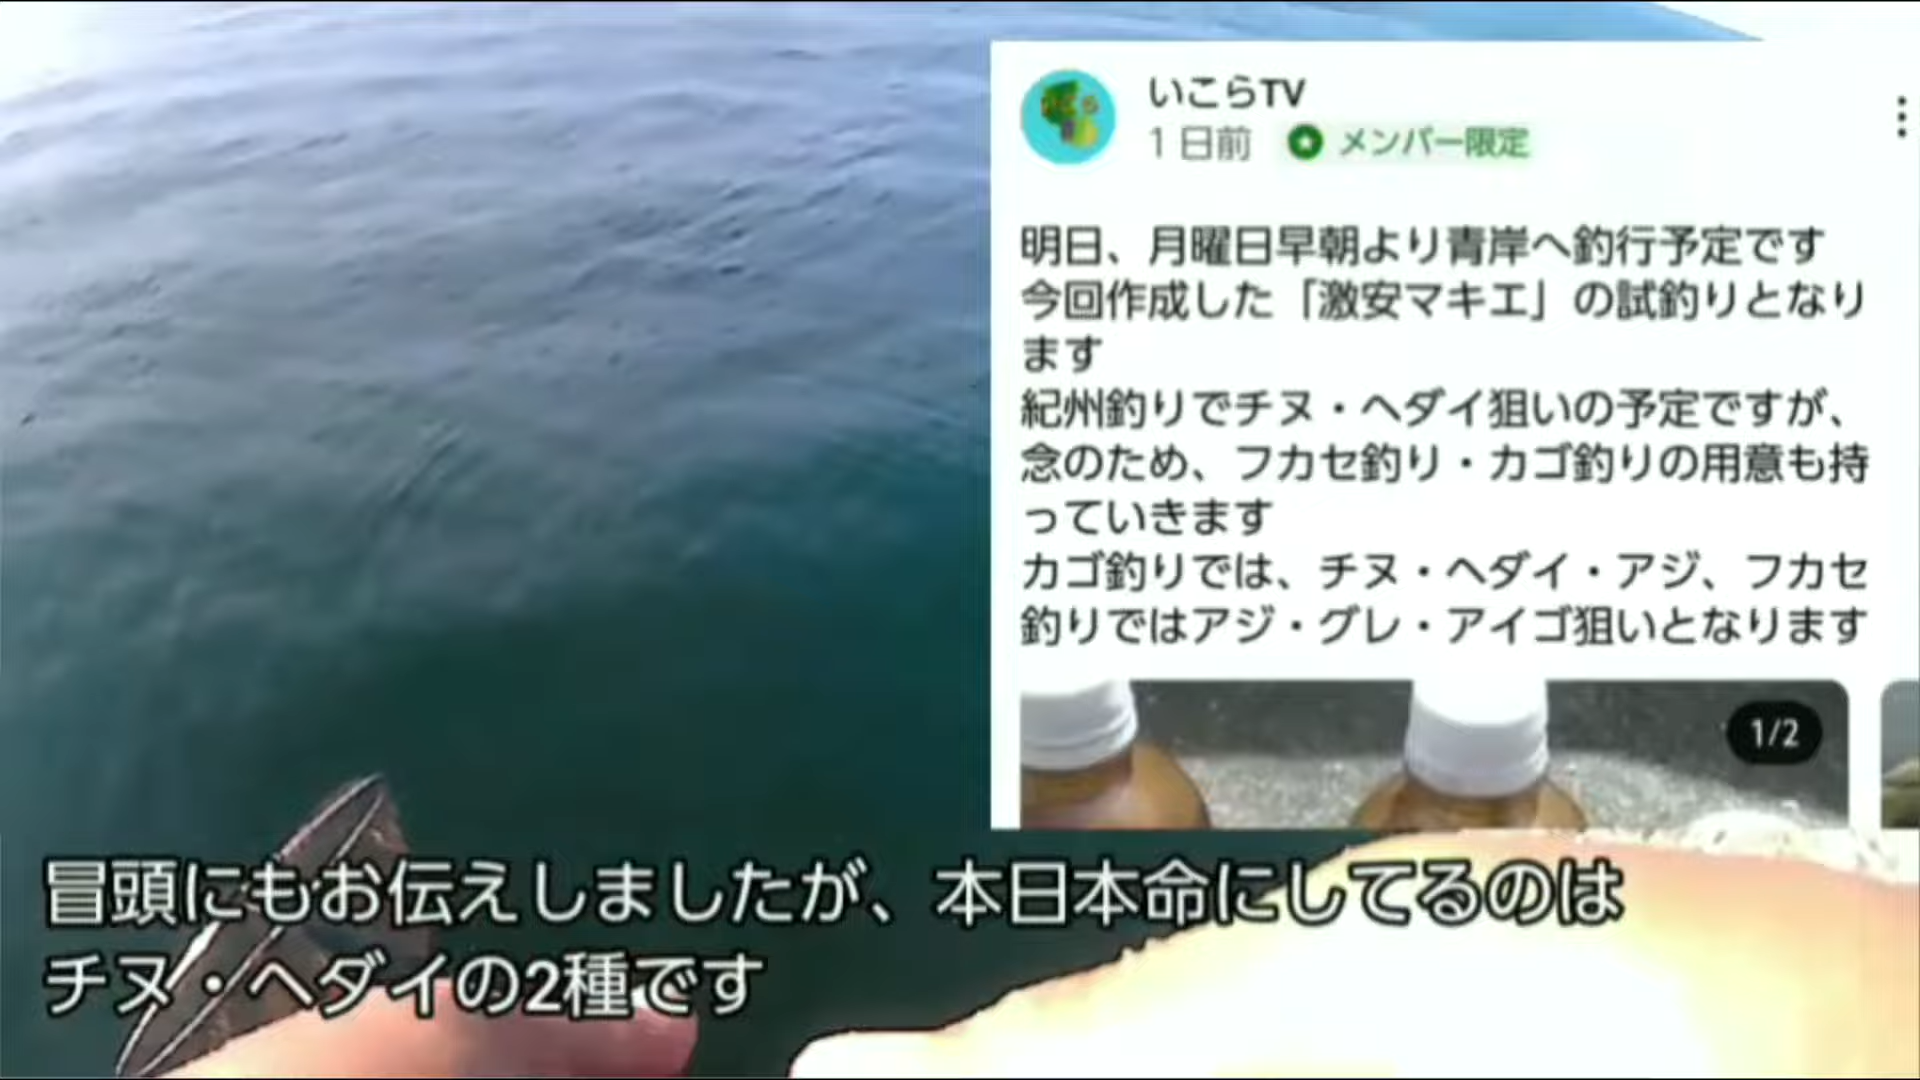 いこらTV
1日前 メンバー限定
明日、月曜日早朝より青岸へ釣行予定です
今回作成した「激安マキエ」の試釣りとなり
ます
紀州釣りでチヌ・ヘダイ狙いの予定ですが、
念のため、フカセ釣り・カゴ釣りの用意も持
っていきます
カゴ釣りでは、チヌ・ヘダイ・アジ、フカセ
釣りではアジ・グレ・アイゴ狙いとなります
1/2
冒頭にもお伝えしましたが、本日本命にしてるのは
チヌ・ヘダイの2種です